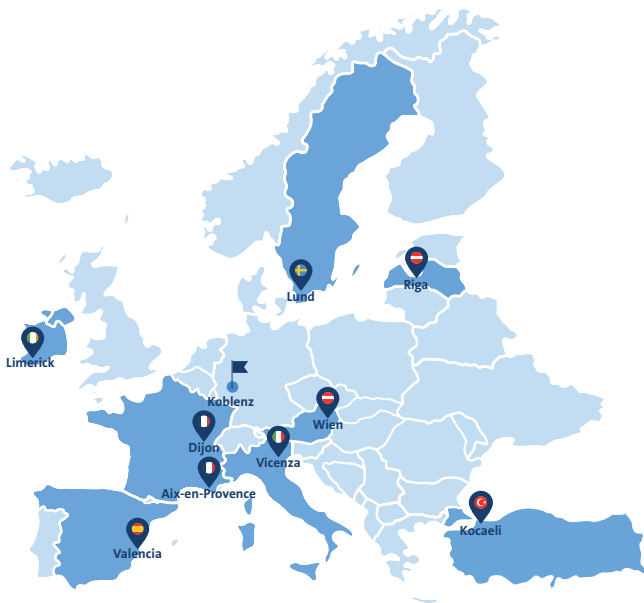 Lund
Riga
Limerick
Koblenz
Wien
Dijon
Vicenza
Aix-en-Provence
Kocaeli
Valencia